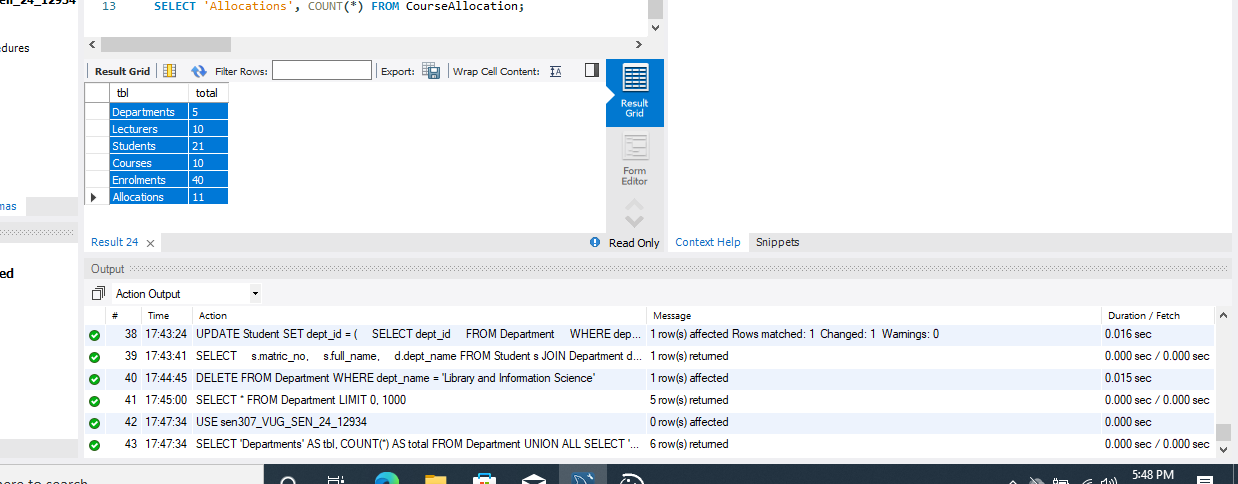 en_24_12934
13 SELECT 'Allocations', COUNT(*) FROM CourseAllocation;
edures
Result Grid Filter Rows: Export: Wrap Cell Content: IA
tbl total
Departments 5
Lecturers 10
Students 21
Courses 10
Enrolments 40
Allocations 11
Result
Grid
Form
Editor
mas
Result 24 × Read Only Context Help Snippets
ed
Output
Action Output
# Time Action Message Duration / Fetch
38 17:43:24 UPDATE Student SET dept_id = ( SELECT dept_id FROM Department WHERE dep... 1 row(s) affected Rows matched: 1 Changed: 1 Warnings: 0 0.016 sec
39 17:43:41 SELECT s.matric_no, s.full_name, d.dept_name FROM Student s JOIN Department d... 1 row(s) returned 0.000 sec / 0.000 sec
40 17:44:45 DELETE FROM Department WHERE dept_name = 'Library and Information Science' 1 row(s) affected 0.015 sec
41 17:45:00 SELECT * FROM Department LIMIT 0, 1000 5 row(s) returned 0.000 sec / 0.000 sec
42 17:47:34 USE sen307_VUG_SEN_24_12934 0 row(s) affected 0.000 sec
43 17:47:34 SELECT 'Departments' AS tbl, COUNT(*) AS total FROM Department UNION ALL SELECT '... 6 row(s) returned 0.000 sec / 0.000 sec
here to search
5:48 PM